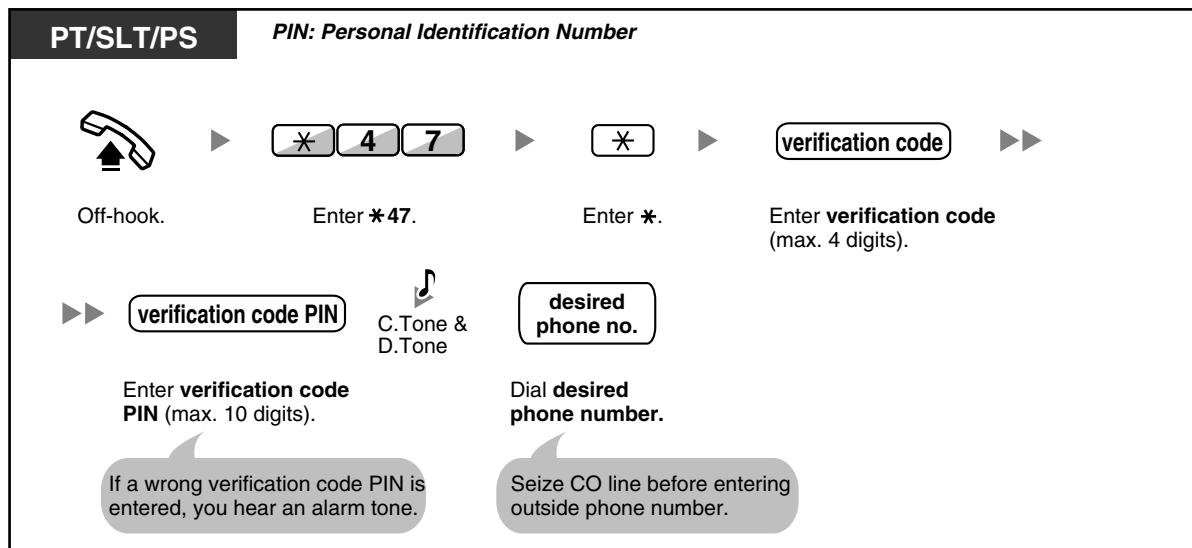 PT/SLT/PS
PIN: Personal Identification Number
* 4 7
*
verification code
Off-hook.
Enter *47.
Enter *.
Enter verification code
(max. 4 digits).
verification code PIN
C.Tone &
D.Tone
desired
phone no.
Enter verification code
PIN (max. 10 digits).
Dial desired
phone number.
If a wrong verification code PIN is
entered, you hear an alarm tone.
Seize CO line before entering
outside phone number.